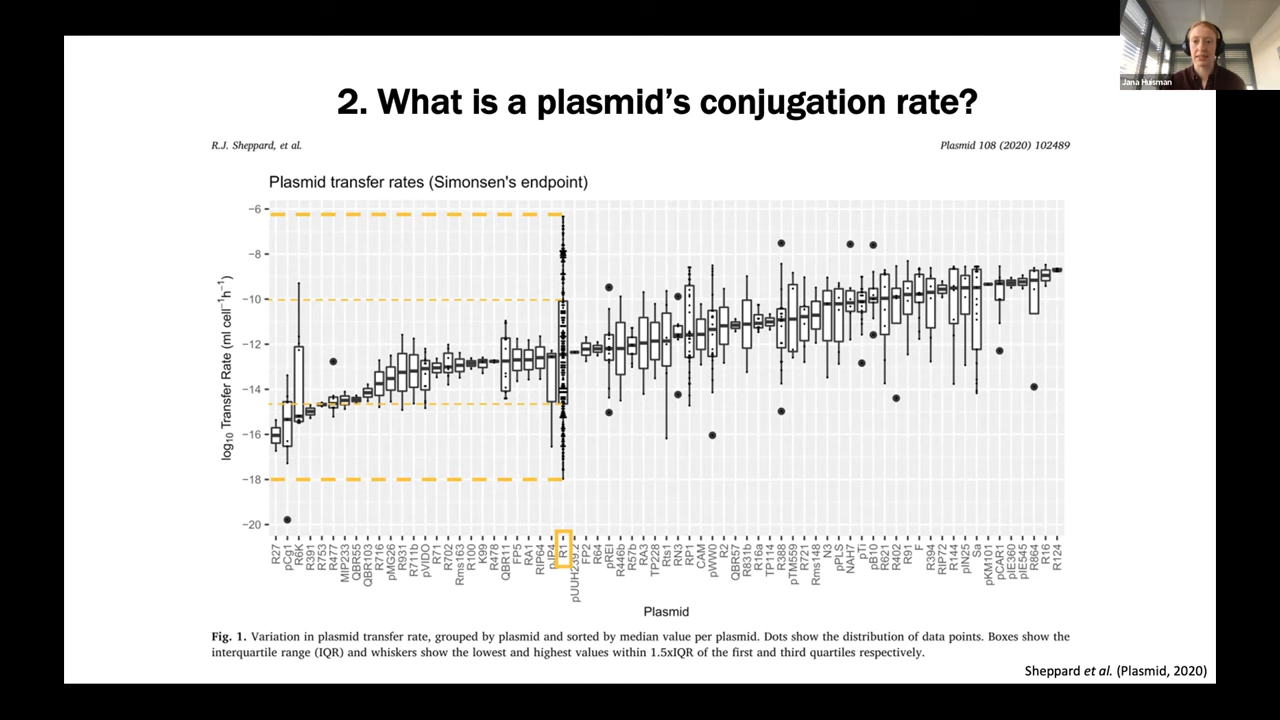 Jana Huisman
2. What is a plasmid's conjugation rate?
R.J. Sheppard, et al.
Plasmid 108 (2020) 102489
Plasmid transfer rates (Simonsen's endpoint)
log10 Transfer Rate (ml cell−1h−1)
−6
−8
−10
−12
−14
−16
−18
−20
R27
pCg1
R6K
R391
R753
R477
MIP233
QBR55
QBR103
R716
pMG26
R931
R711b
pVIDO
R71
R702
Rms163
R100
K99
R478
QBR11
FP5
RA1
RIP64
pJIP4
R1
FP2
R64
pREI
R446b
R57b
RA3
TP228
Rts1
RN3
RP1
CAM
pWW0
R2
QBR57
R831b
R16a
TP114
R388
pTM559
R721
Rms148
N3
pPLS
NAH7
pTi
pB10
R621
R402
R91
F
R394
RIP72
R144
pIN25
Sa
pKM101
pCAR1
pIE360
pIE545
R864
R16
R124
Plasmid
Fig. 1. Variation in plasmid transfer rate, grouped by plasmid and sorted by median value per plasmid. Dots show the distribution of data points. Boxes show the
interquartile range (IQR) and whiskers show the lowest and highest values within 1.5xIQR of the first and third quartiles respectively.
Sheppard et al. (Plasmid, 2020)